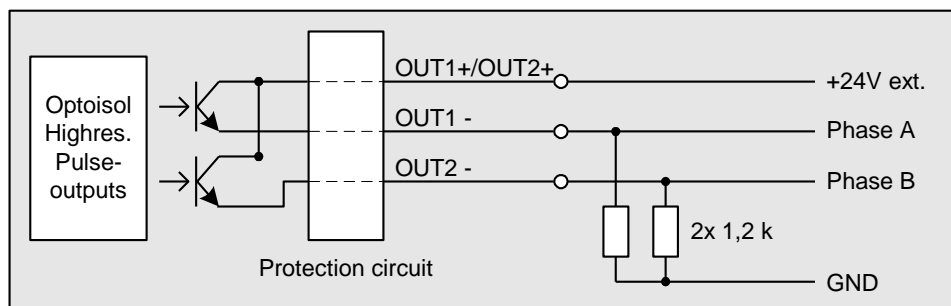 Optoisol
Highres.
Pulse-
outputs
OUT1+/OUT2+
+24V ext.
OUT1 -
Phase A
OUT2 -
Phase B
2x 1,2 k
Protection circuit
GND